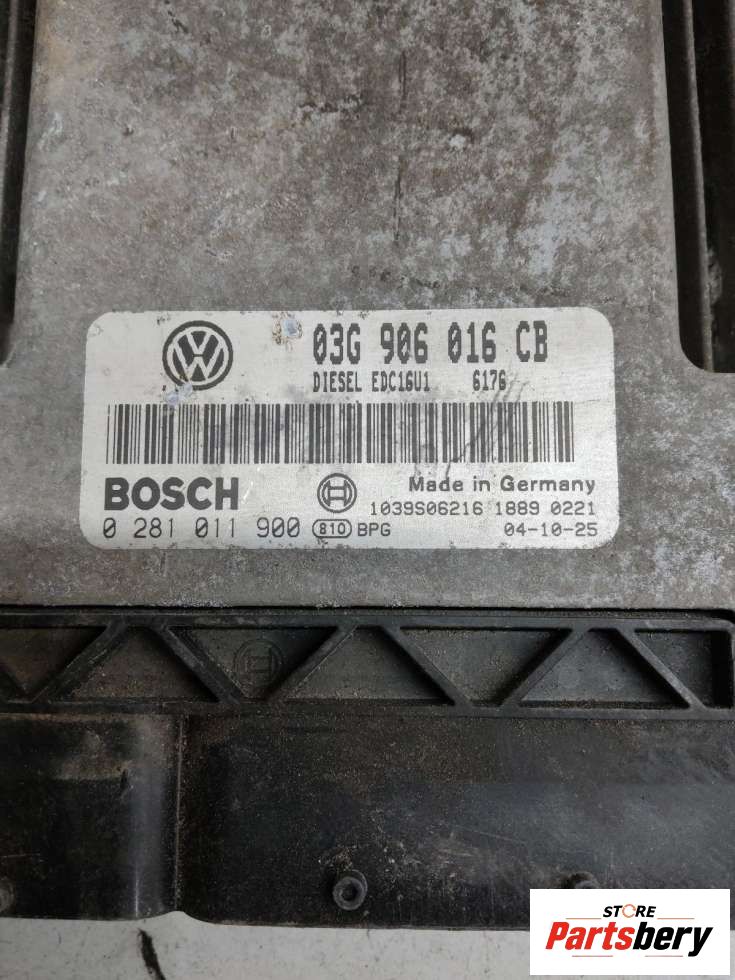 03G 906 016 CB
DIESEL EDC16U1 6176
BOSCH
Made in Germany
1039S06216 1889 0221
0 281 011 900 810 BPG 04-10-25
STORE
Partsbery